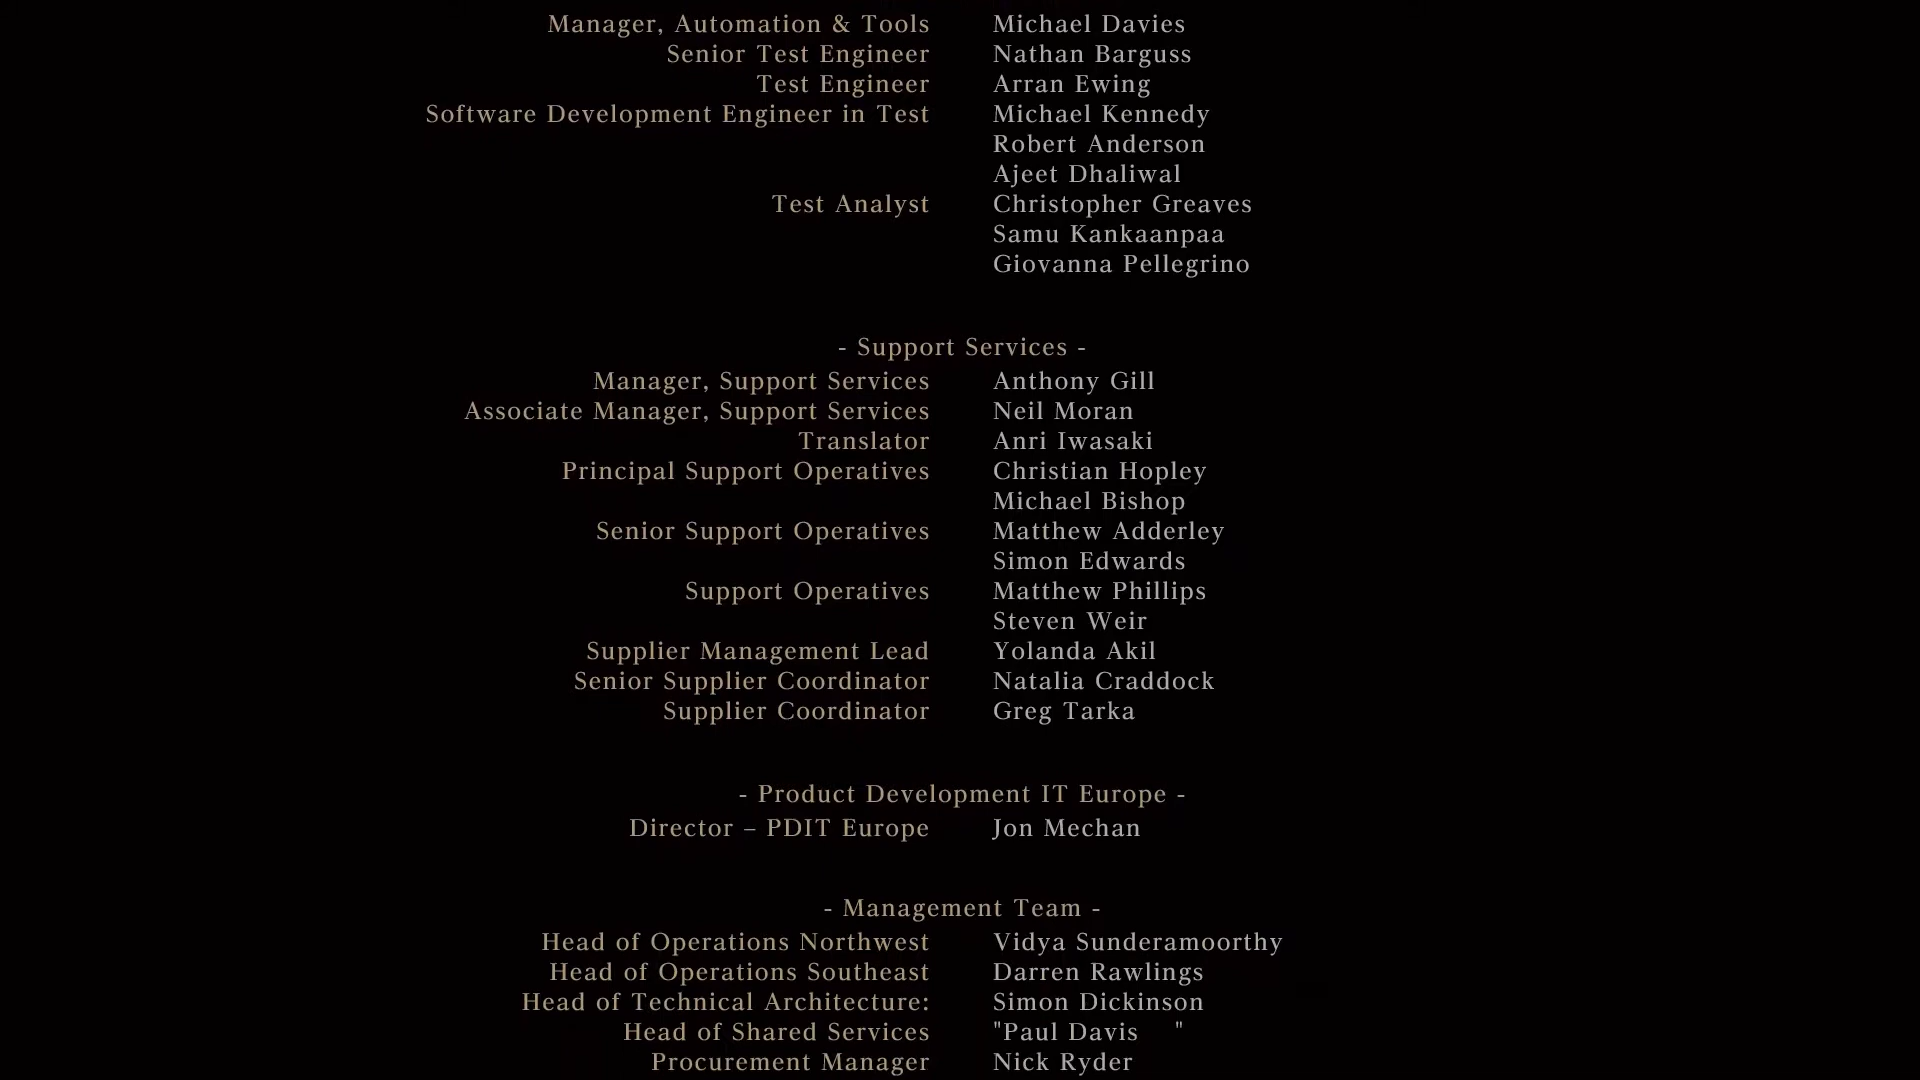 Manager, Automation & Tools Michael Davies
Senior Test Engineer Nathan Barguss
Test Engineer Arran Ewing
Software Development Engineer in Test Michael Kennedy
Robert Anderson
Ajeet Dhaliwal
Test Analyst Christopher Greaves
Samu Kankaanpaa
Giovanna Pellegrino
- Support Services -
Manager, Support Services Anthony Gill
Associate Manager, Support Services Neil Moran
Translator Anri Iwasaki
Principal Support Operatives Christian Hopley
Michael Bishop
Senior Support Operatives Matthew Adderley
Simon Edwards
Support Operatives Matthew Phillips
Steven Weir
Supplier Management Lead Yolanda Akil
Senior Supplier Coordinator Natalia Craddock
Supplier Coordinator Greg Tarka
- Product Development IT Europe -
Director – PDIT Europe Jon Mechan
- Management Team -
Head of Operations Northwest Vidya Sunderamoorthy
Head of Operations Southeast Darren Rawlings
Head of Technical Architecture: Simon Dickinson
Head of Shared Services "Paul Davis "
Procurement Manager Nick Ryder